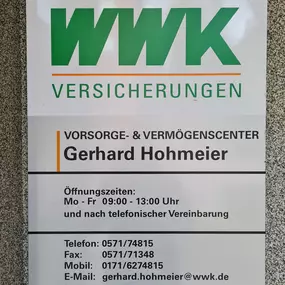 WWK
VERSICHERUNGEN
VORSORGE- & VERMÖGENSCENTER
Gerhard Hohmeier
Öffnungszeiten:
Mo - Fr 09:00 - 13:00 Uhr
und nach telefonischer Vereinbarung
Telefon: 0571/74815
Fax: 0571/71348
Mobil: 0171/6274815
E-Mail: gerhard.hohmeier@wwk.de